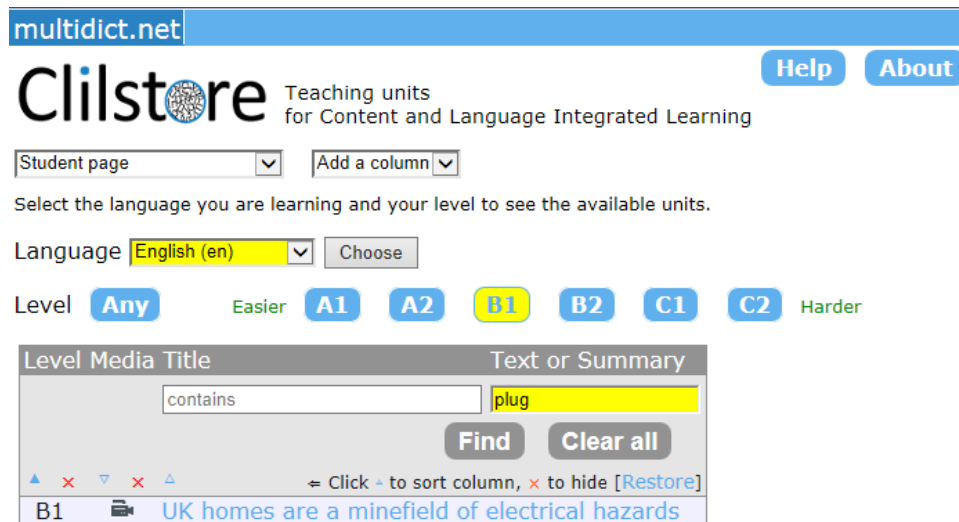 multidict.net
Help About
Clilstore Teaching units
for Content and Language Integrated Learning
Student page Add a column
Select the language you are learning and your level to see the available units.
Language English (en) Choose
Level Any Easier A1 A2 B1 B2 C1 C2 Harder
Level Media Title Text or Summary
contains plug
Find Clear all
▲ × ▽ × △ ⇐ Click ▵ to sort column, × to hide [Restore]
B1 UK homes are a minefield of electrical hazards